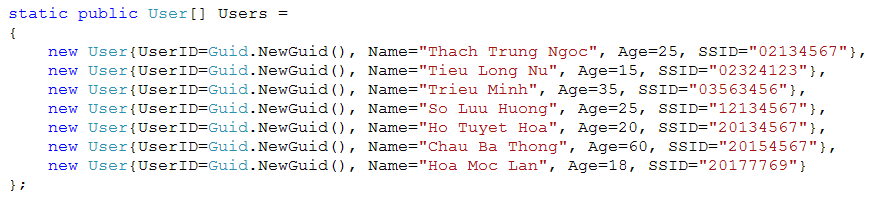 static public User[] Users =
{
    new User{UserID=Guid.NewGuid(), Name="Thach Trung Ngoc", Age=25, SSID="02134567"},
    new User{UserID=Guid.NewGuid(), Name="Tieu Long Nu", Age=15, SSID="02324123"},
    new User{UserID=Guid.NewGuid(), Name="Trieu Minh", Age=35, SSID="03563456"},
    new User{UserID=Guid.NewGuid(), Name="So Luu Huong", Age=25, SSID="12134567"},
    new User{UserID=Guid.NewGuid(), Name="Ho Tuyet Hoa", Age=20, SSID="20134567"},
    new User{UserID=Guid.NewGuid(), Name="Chau Ba Thong", Age=60, SSID="20154567"},
    new User{UserID=Guid.NewGuid(), Name="Hoa Moc Lan", Age=18, SSID="20177769"}
};